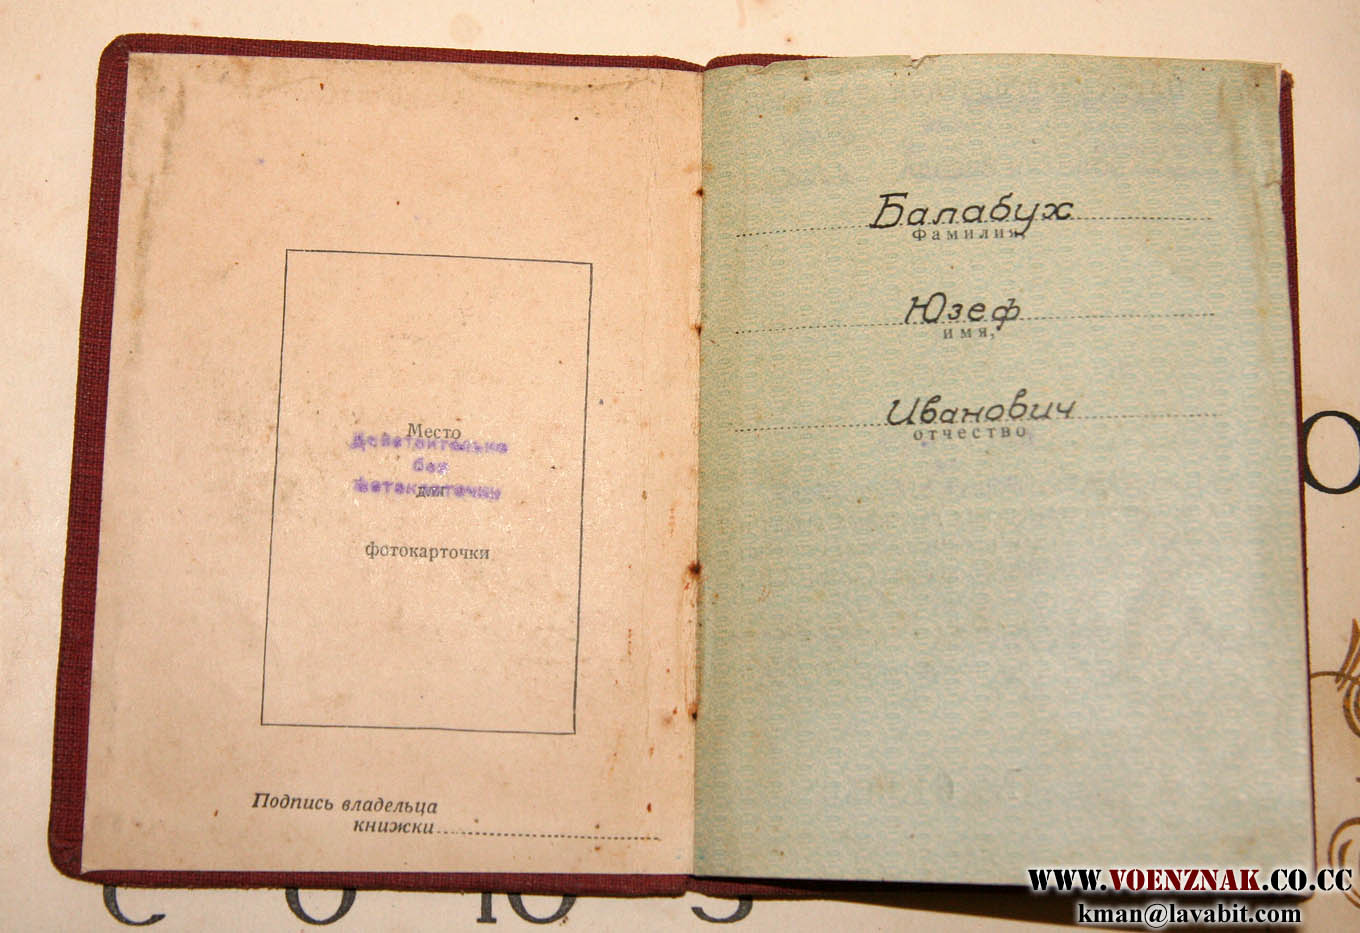 Место
Действительно
без
фотокарточки
для
фотокарточки
Подпись владельца
книжки
Балабух
Фамилия,
Юзеф
имя,
Иванович
отчество
О
С О Ю З
WWW.VOENZNAK.CO.CC
kman@lavabit.com